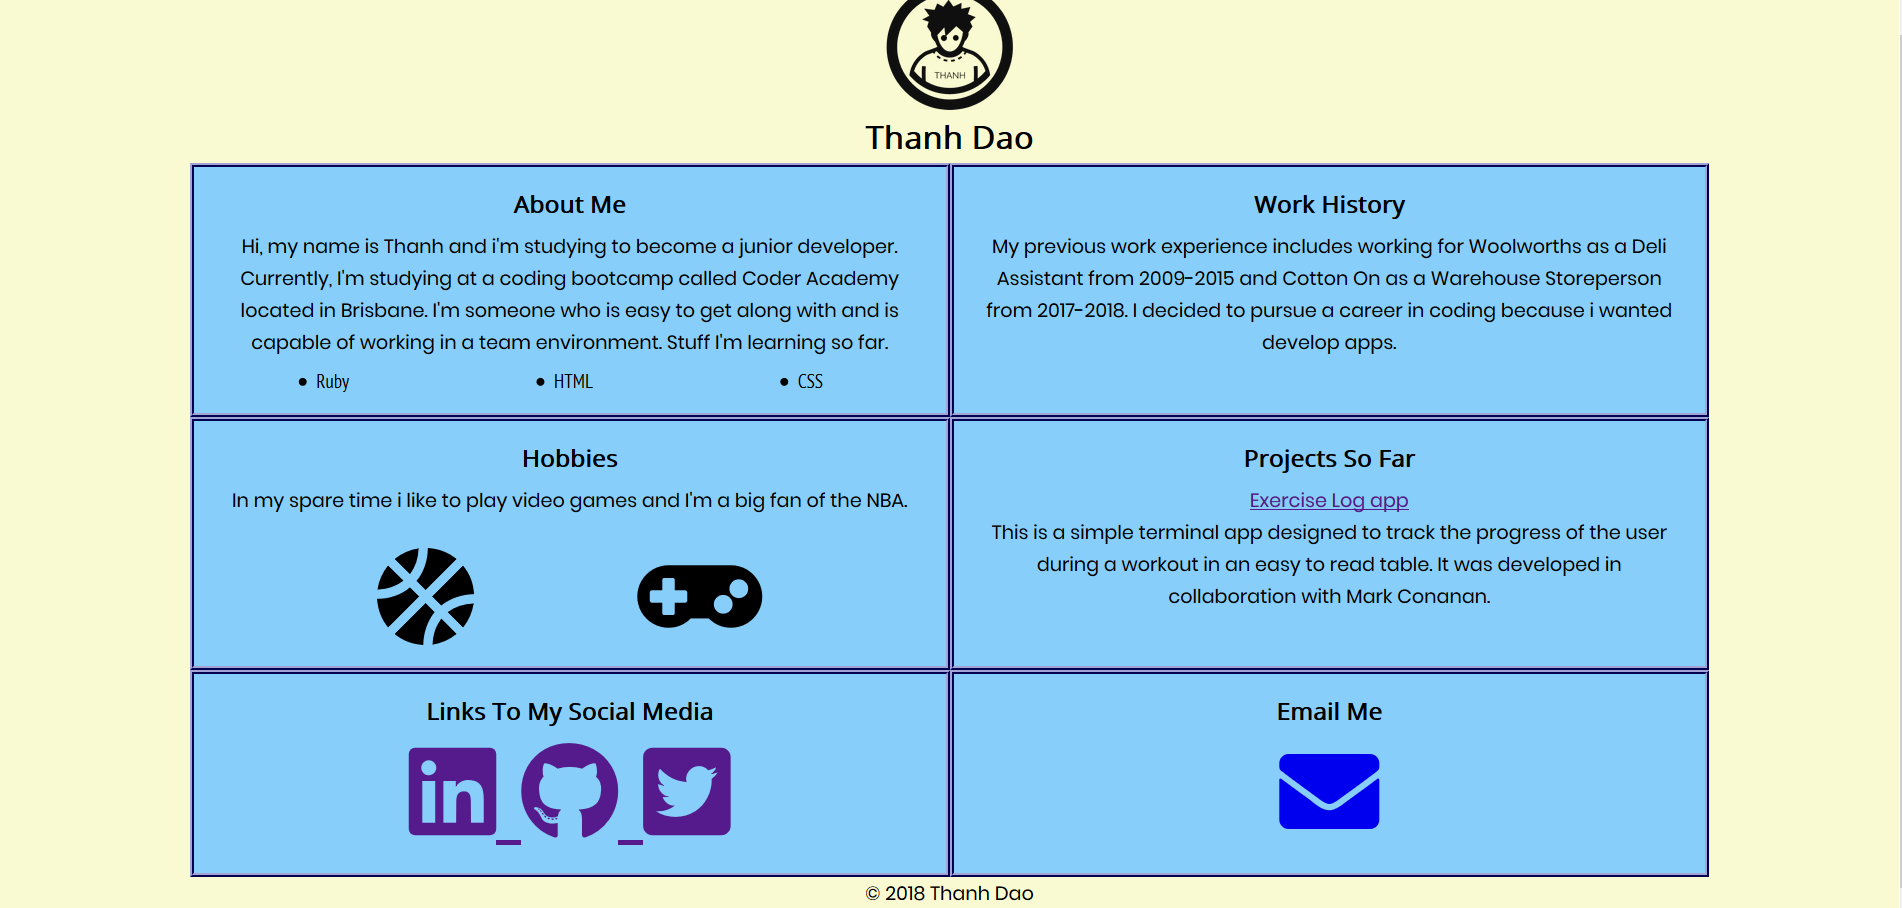 THANH
Thanh Dao
About Me
Hi, my name is Thanh and i'm studying to become a junior developer.
Currently, I'm studying at a coding bootcamp called Coder Academy
located in Brisbane. I'm someone who is easy to get along with and is
capable of working in a team environment. Stuff I'm learning so far.
• Ruby • HTML • CSS
Work History
My previous work experience includes working for Woolworths as a Deli
Assistant from 2009-2015 and Cotton On as a Warehouse Storeperson
from 2017-2018. I decided to pursue a career in coding because i wanted
develop apps.
Hobbies
In my spare time i like to play video games and I'm a big fan of the NBA.
Projects So Far
Exercise Log app
This is a simple terminal app designed to track the progress of the user
during a workout in an easy to read table. It was developed in
collaboration with Mark Conanan.
Links To My Social Media
in
Email Me
© 2018 Thanh Dao